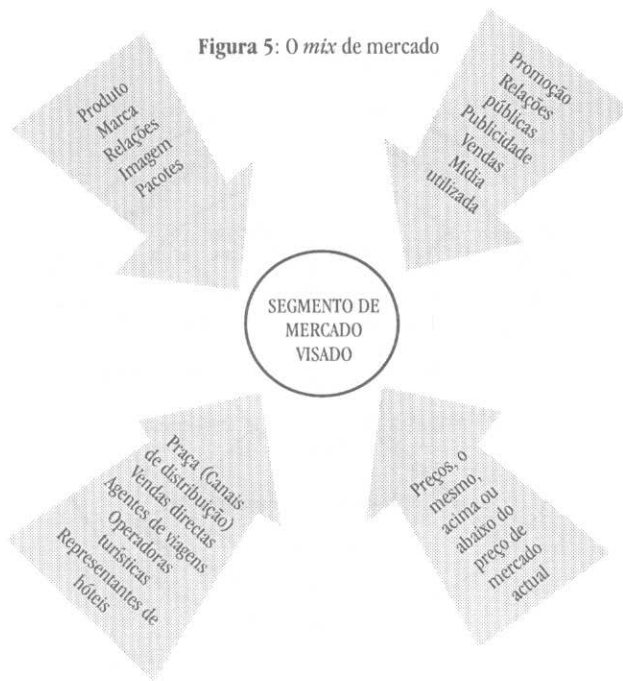 Figura 5: O mix de mercado
Produto
Marca
Relações
Imagem
Pacotes
Promoção
Relações
públicas
Publicidade
Vendas
Mídia
utilizada
SEGMENTO DE
MERCADO
VISADO
Praça (Canais
de distribuição)
Vendas directas
Agentes de viagens
Operadoras
turísticas
Representantes de
hóteis
Preços, o
mesmo,
acima ou
abaixo do
preço de
mercado
actual